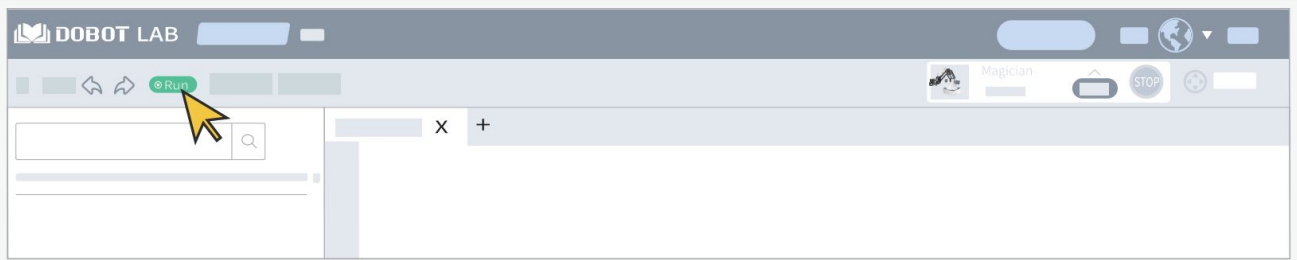 DOBOT LAB
Run
Magician
STOP
X +